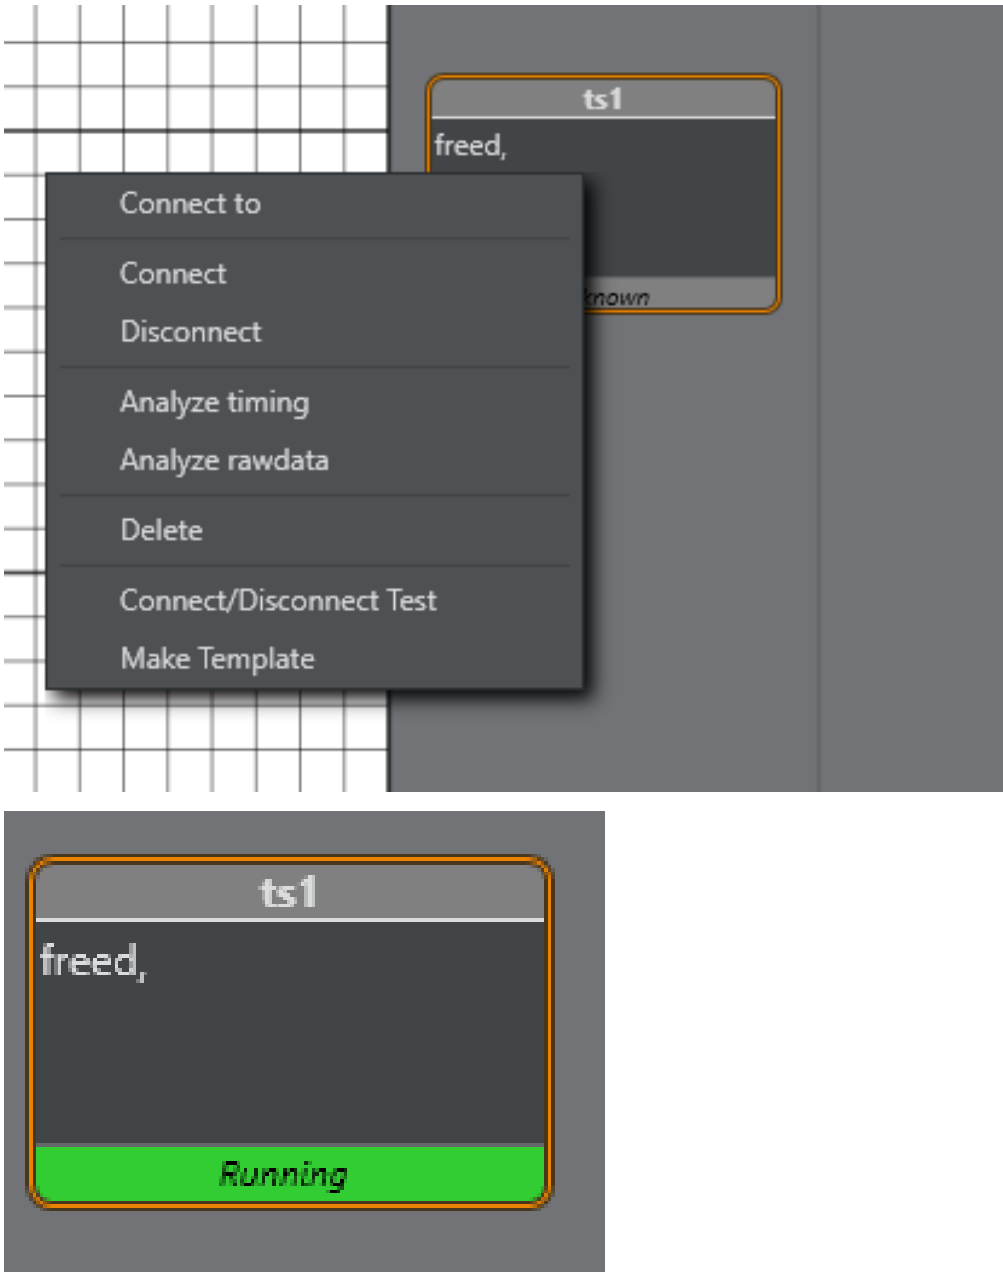 ts1
freed,
Connect to
Connect
Disconnect
Analyze timing
Analyze rawdata
Delete
Connect/Disconnect Test
Make Template
known
ts1
freed,
Running